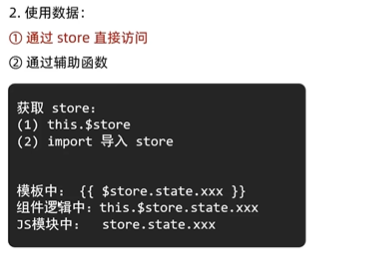 2. 使用数据：
① 通过 store 直接访问
② 通过辅助函数
获取 store：
(1) this.$store
(2) import 导入 store
模板中： {{ $store.state.xxx }}
组件逻辑中：this.$store.state.xxx
JS模块中： store.state.xxx